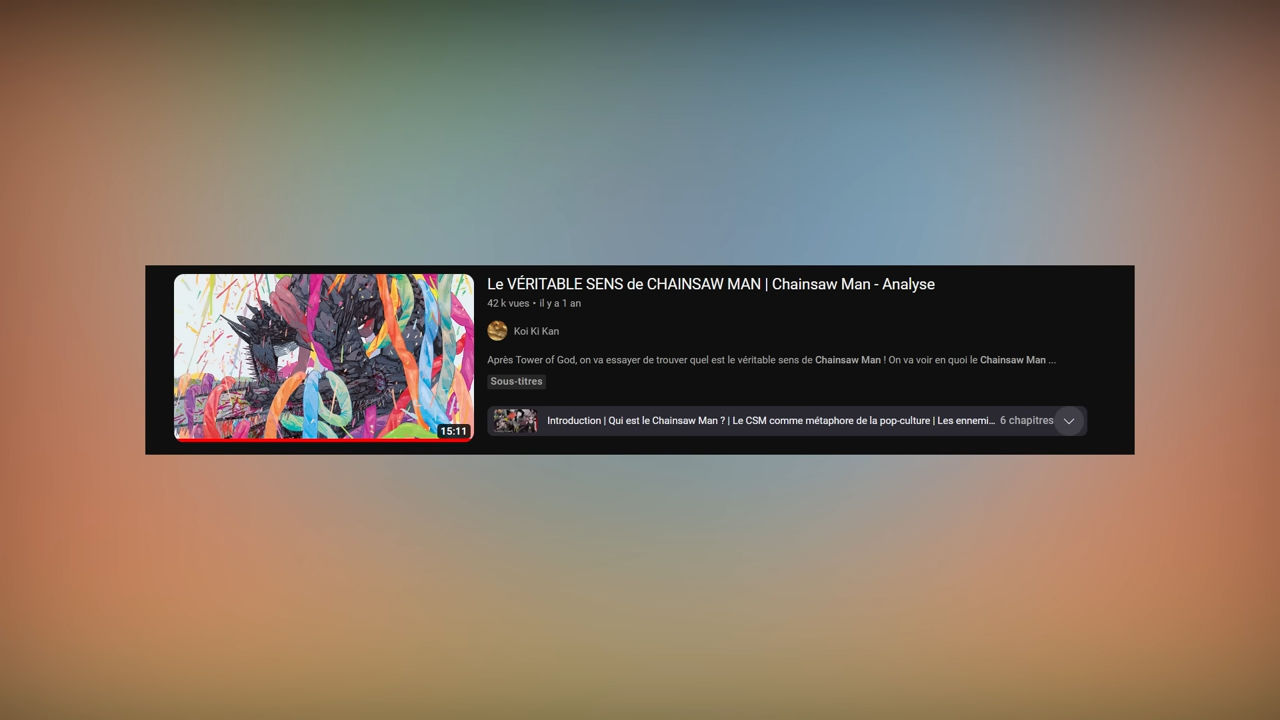 Le VÉRITABLE SENS de CHAINSAW MAN | Chainsaw Man - Analyse
42 k vues • il y a 1 an
Koi Ki Kan
Après Tower of God, on va essayer de trouver quel est le véritable sens de Chainsaw Man ! On va voir en quoi le Chainsaw Man ...
Sous-titres
15:11
Introduction | Qui est le Chainsaw Man ? | Le CSM comme métaphore de la pop-culture | Les ennemi... 6 chapitres